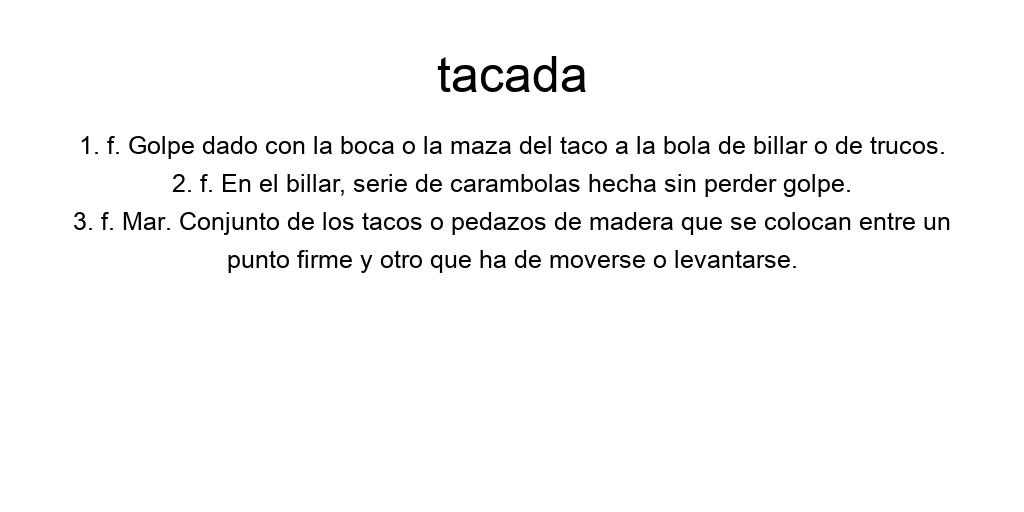 tacada
1. f. Golpe dado con la boca o la maza del taco a la bola de billar o de trucos.
2. f. En el billar, serie de carambolas hecha sin perder golpe.
3. f. Mar. Conjunto de los tacos o pedazos de madera que se colocan entre un
punto firme y otro que ha de moverse o levantarse.